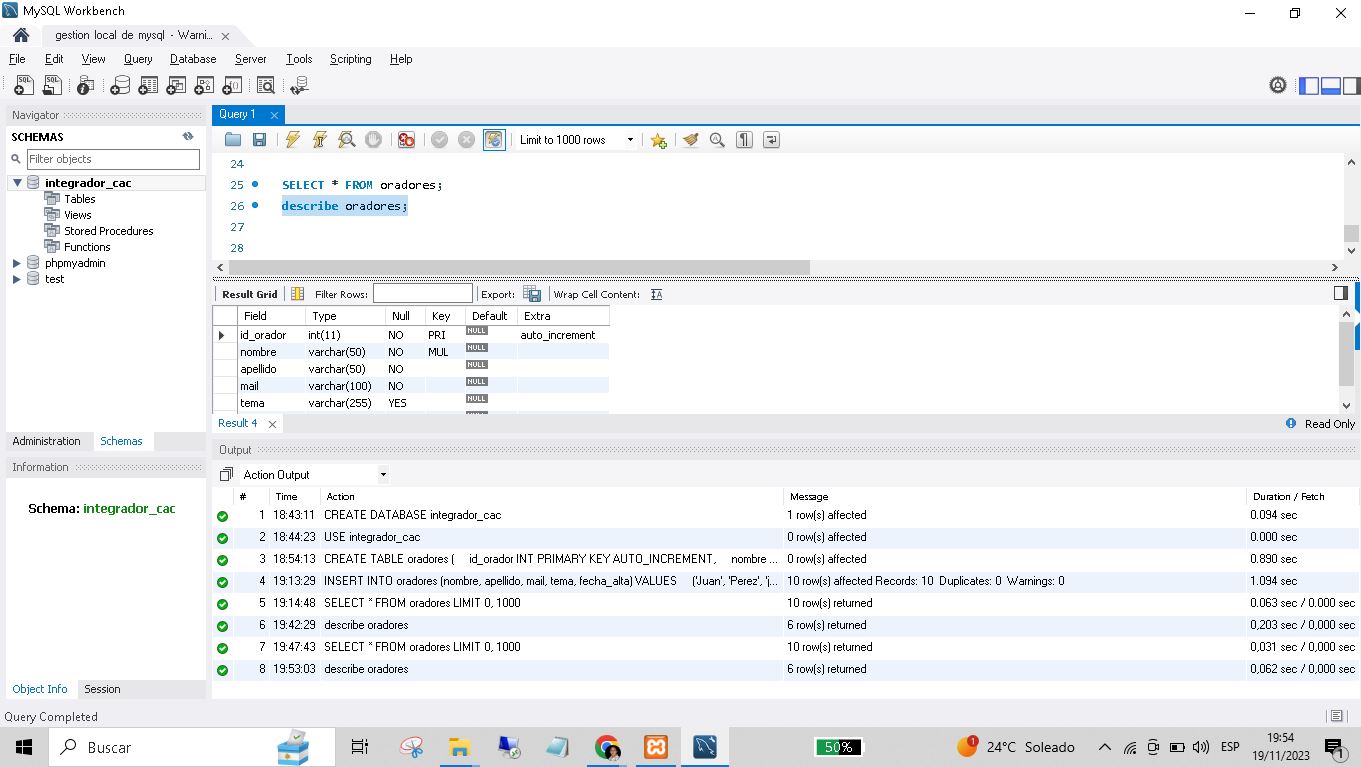 MySQL Workbench
gestion local de mysql - Warni...
File Edit View Query Database Server Tools Scripting Help
Navigator
SCHEMAS
Filter objects
integrador_cac
Tables
Views
Stored Procedures
Functions
phpmyadmin
test
Administration Schemas
Information
Schema: integrador_cac
Object Info Session
Query 1
Limit to 1000 rows
24
25 SELECT * FROM oradores;
26 describe oradores;
27
28
Result Grid Filter Rows: Export: Wrap Cell Content:
Field Type Null Key Default Extra
id_orador int(11) NO PRI NULL auto_increment
nombre varchar(50) NO MUL NULL
apellido varchar(50) NO NULL
mail varchar(100) NO NULL
tema varchar(255) YES NULL
Result 4 Read Only
Output
Action Output
# Time Action Message Duration / Fetch
1 18:43:11 CREATE DATABASE integrador_cac 1 row(s) affected 0.094 sec
2 18:44:23 USE integrador_cac 0 row(s) affected 0.000 sec
3 18:54:13 CREATE TABLE oradores ( id_orador INT PRIMARY KEY AUTO_INCREMENT, nombre ... 0 row(s) affected 0.890 sec
4 19:13:29 INSERT INTO oradores (nombre, apellido, mail, tema, fecha_alta) VALUES ('Juan', 'Perez', 'j... 10 row(s) affected Records: 10 Duplicates: 0 Warnings: 0 1.094 sec
5 19:14:48 SELECT * FROM oradores LIMIT 0, 1000 10 row(s) returned 0.063 sec / 0.000 sec
6 19:42:29 describe oradores 6 row(s) returned 0,203 sec / 0,000 sec
7 19:47:43 SELECT * FROM oradores LIMIT 0, 1000 10 row(s) returned 0,031 sec / 0,000 sec
8 19:53:03 describe oradores 6 row(s) returned 0,062 sec / 0,000 sec
Query Completed
Buscar
50%
1
24°C Soleado
ESP
19:54
19/11/2023
1